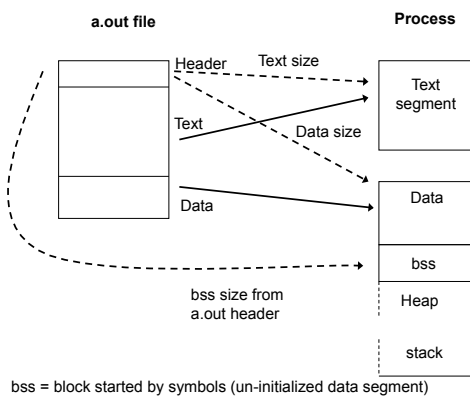 a.out file
Process
Header
Text size
Text
segment
Text
Data size
Data
Data
bss
bss size from
a.out header
Heap
stack
bss = block started by symbols (un-initialized data segment)